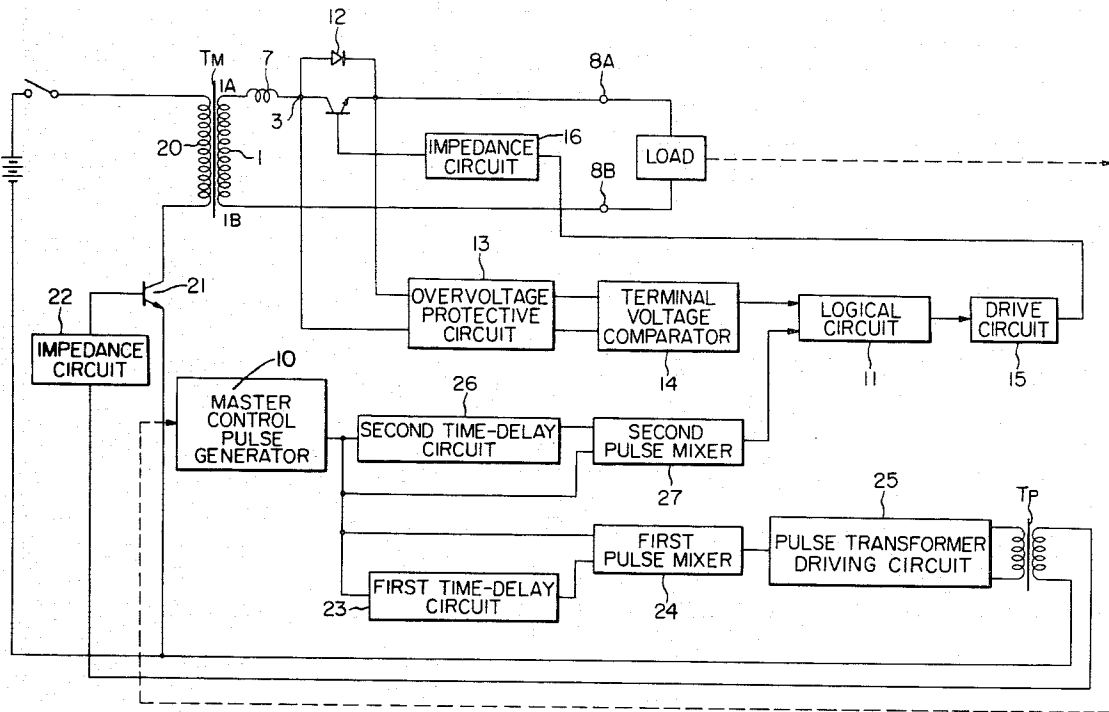 12
TM
7
1A
8A
3
16
20
1
IMPEDANCE
CIRCUIT
LOAD
8B
1B
13
21
OVERVOLTAGE
PROTECTIVE
CIRCUIT
TERMINAL
VOLTAGE
COMPARATOR
LOGICAL
CIRCUIT
DRIVE
CIRCUIT
22
IMPEDANCE
CIRCUIT
14
11
15
10
MASTER
CONTROL
PULSE
GENERATOR
26
SECOND TIME-DELAY
CIRCUIT
SECOND
PULSE MIXER
27
25
TP
FIRST
PULSE MIXER
PULSE TRANSFORMER
DRIVING CIRCUIT
23
FIRST TIME-DELAY
CIRCUIT
24